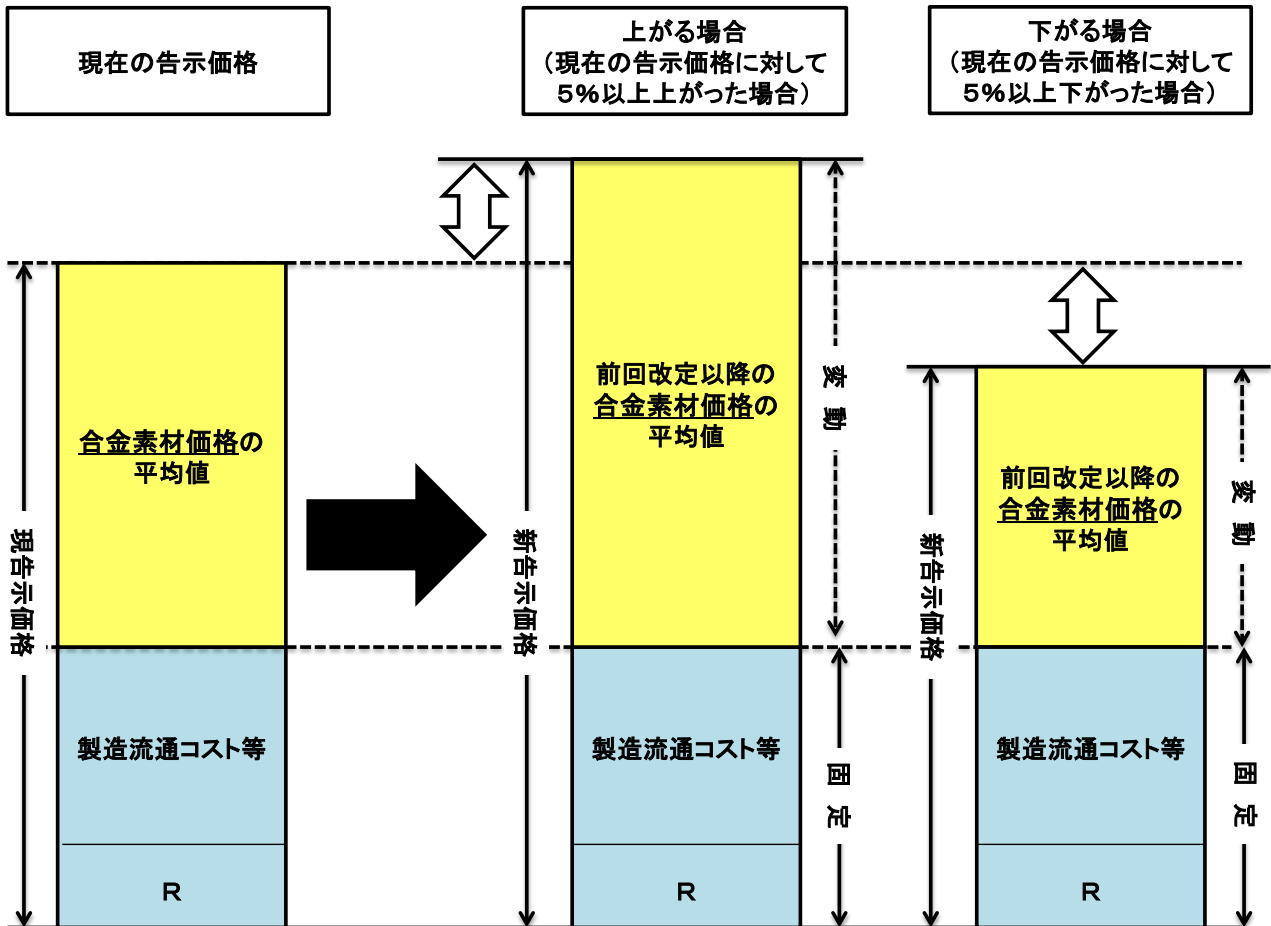 現在の告示価格
上がる場合
（現在の告示価格に対して
５％以上上がった場合）
下がる場合
（現在の告示価格に対して
５％以上下がった場合）
現告示価格
合金素材価格の
平均値
製造流通コスト等
Ｒ
新告示価格
前回改定以降の
合金素材価格の
平均値
製造流通コスト等
Ｒ
変動
固定
新告示価格
前回改定以降の
合金素材価格の
平均値
製造流通コスト等
Ｒ
変動
固定